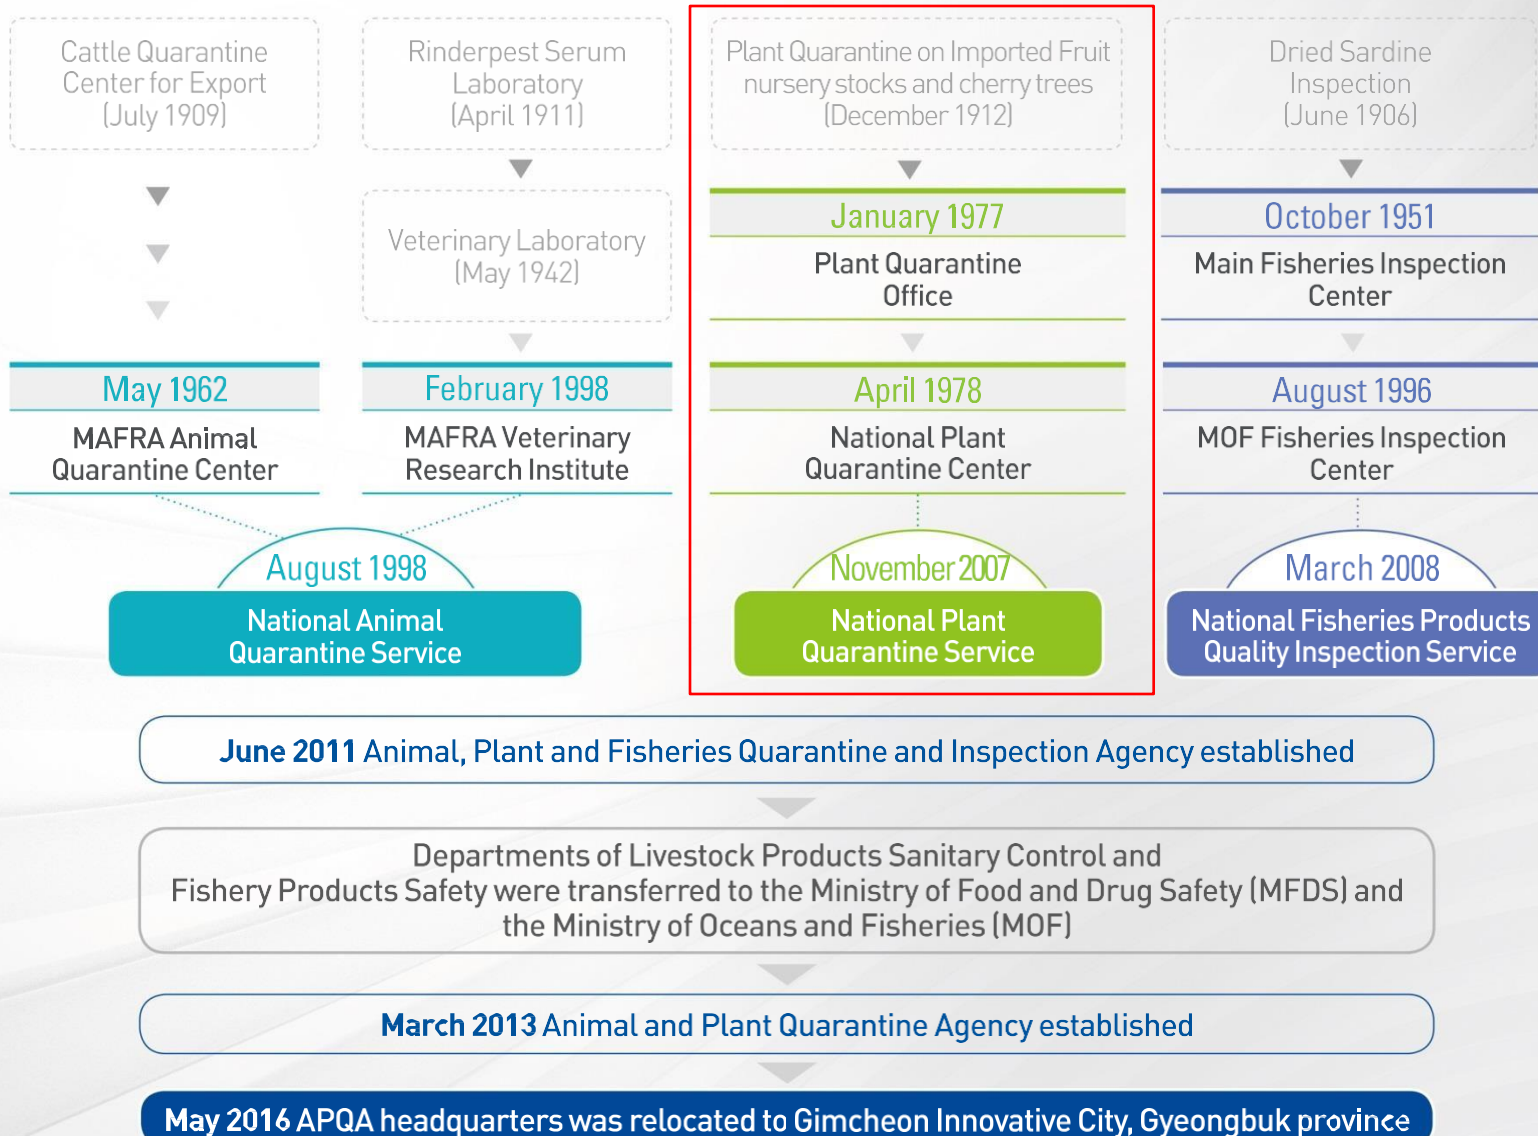 Cattle Quarantine
Center for Export
(July 1909)
May 1962
MAFRA Animal
Quarantine Center
Rinderpest Serum
Laboratory
(April 1911)
Veterinary Laboratory
(May 1942)
February 1998
MAFRA Veterinary
Research Institute
August 1998
National Animal
Quarantine Service
Plant Quarantine on Imported Fruit
nursery stocks and cherry trees
(December 1912)
January 1977
Plant Quarantine
Office
April 1978
National Plant
Quarantine Center
November 2007
National Plant
Quarantine Service
Dried Sardine
Inspection
(June 1906)
October 1951
Main Fisheries Inspection
Center
August 1996
MOF Fisheries Inspection
Center
March 2008
National Fisheries Products
Quality Inspection Service
June 2011 Animal, Plant and Fisheries Quarantine and Inspection Agency established
Departments of Livestock Products Sanitary Control and
Fishery Products Safety were transferred to the Ministry of Food and Drug Safety (MFDS) and
the Ministry of Oceans and Fisheries (MOF)
March 2013 Animal and Plant Quarantine Agency established
May 2016 APQA headquarters was relocated to Gimcheon Innovative City, Gyeongbuk province